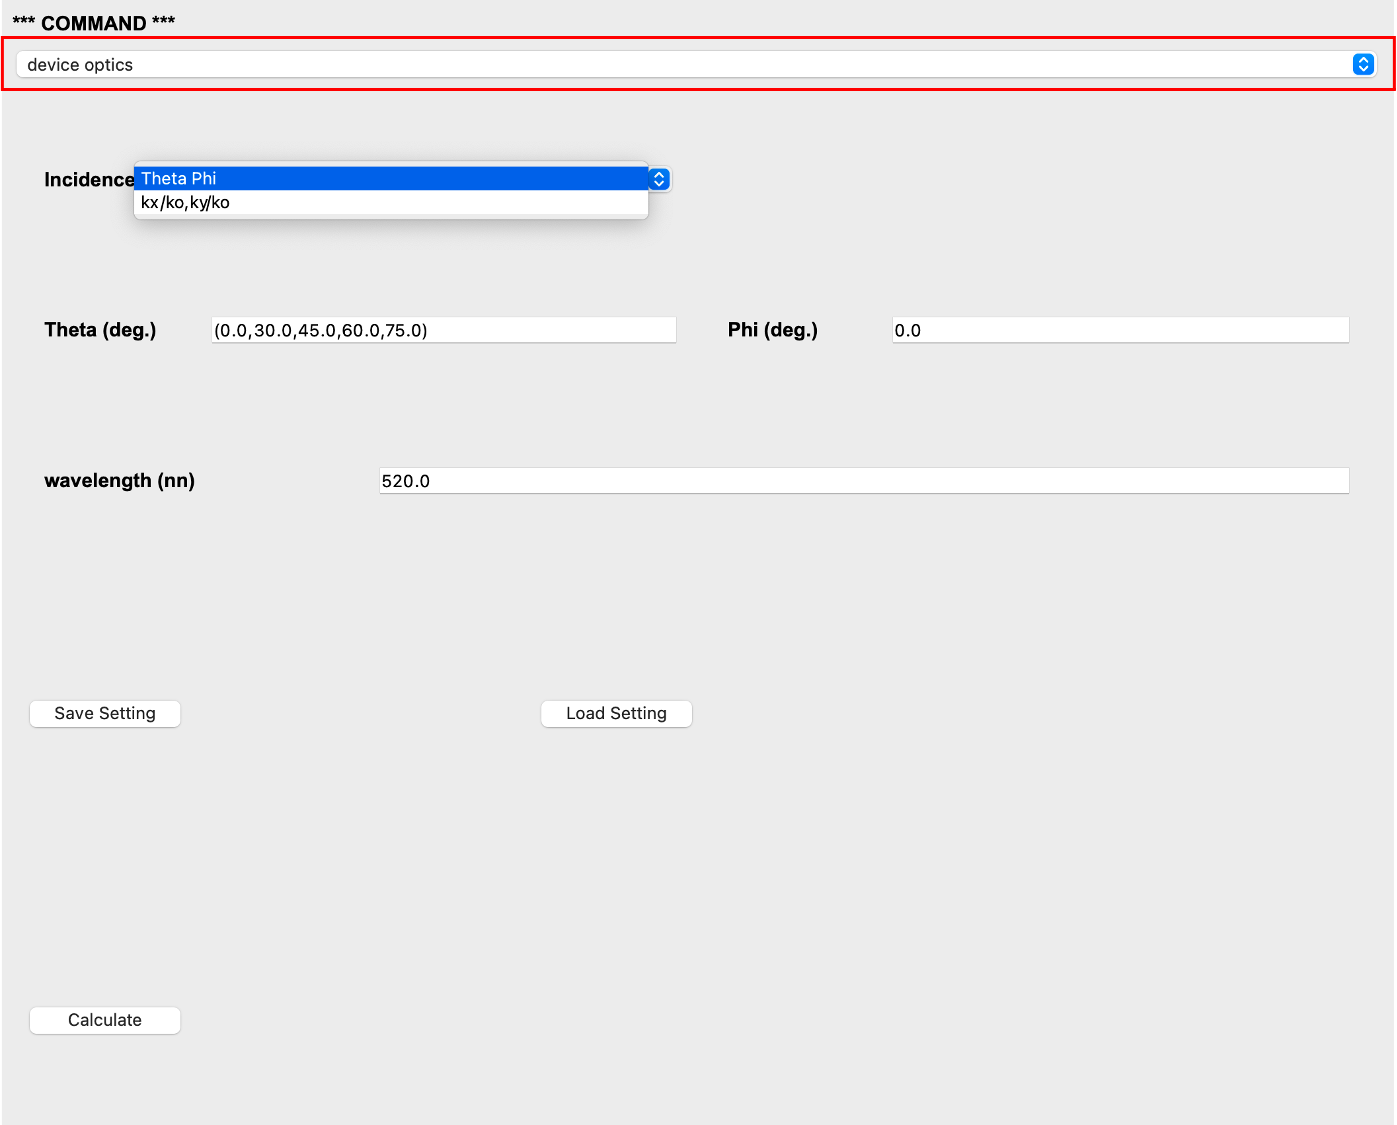 *** COMMAND ***
device optics
Incidence Theta Phi
kx/ko,ky/ko
Theta (deg.) (0.0,30.0,45.0,60.0,75.0) Phi (deg.) 0.0
wavelength (nn) 520.0
Save Setting Load Setting
Calculate